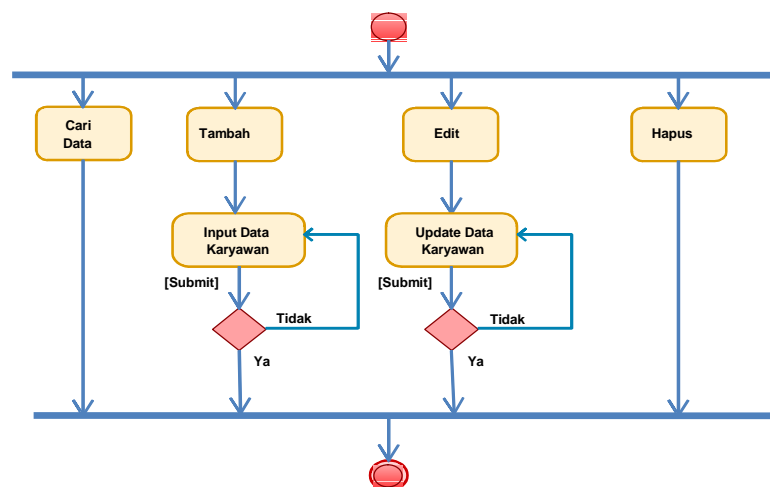 Cari
Data
Tambah
Edit
Hapus
Input Data
Karyawan
Update Data
Karyawan
[Submit]
[Submit]
Tidak
Tidak
Ya
Ya